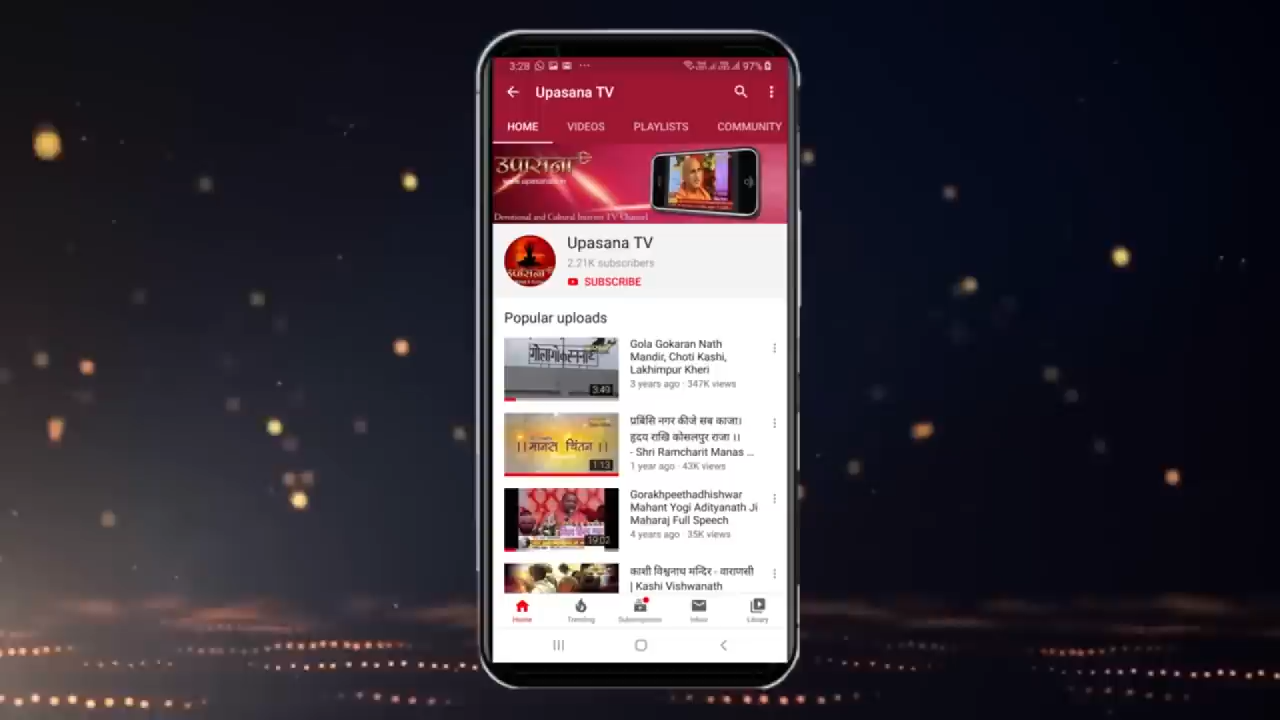 3:28
97%
Upasana TV
HOME VIDEOS PLAYLISTS COMMUNITY
उपासना
Devotional and Cultural Internet TV Channel
Upasana TV
2.21K subscribers
SUBSCRIBE
Popular uploads
Gola Gokaran Nath
Mandir, Choti Kashi,
Lakhimpur Kheri
3 years ago · 347K views
3:49
प्रबिसि नगर कीजे सब काजा।
हृदय राखि कोसलपुर राजा ।।
- Shri Ramcharit Manas ...
1 year ago · 43K views
।।मानस चिंतन ।।
1:13
Gorakhpeethadhishwar
Mahant Yogi Adityanath Ji
Maharaj Full Speech
4 years ago · 35K views
19:02
काशी विश्वनाथ मन्दिर - वाराणसी
| Kashi Vishwanath
Home Trending Subscriptions Inbox Library